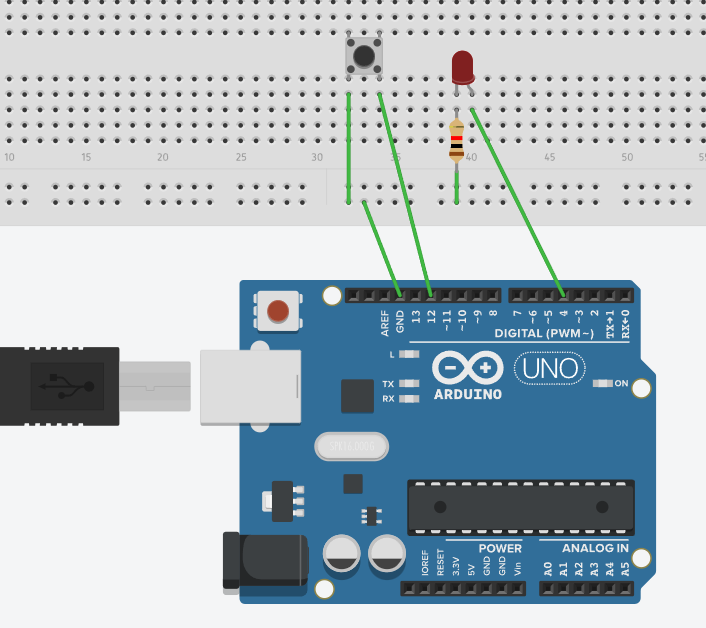 10 15 20 25 30 35 40 45 50 55
AREF
GND
13
12
~11
~10
~9
8
7
~6
~5
4
~3
2
TX→1
RX←0
DIGITAL (PWM~)
L
TX
RX
ARDUINO
UNO
ON
POWER
ANALOG IN
IOREF
RESET
3.3V
5V
GND
GND
Vin
A0
A1
A2
A3
A4
A5